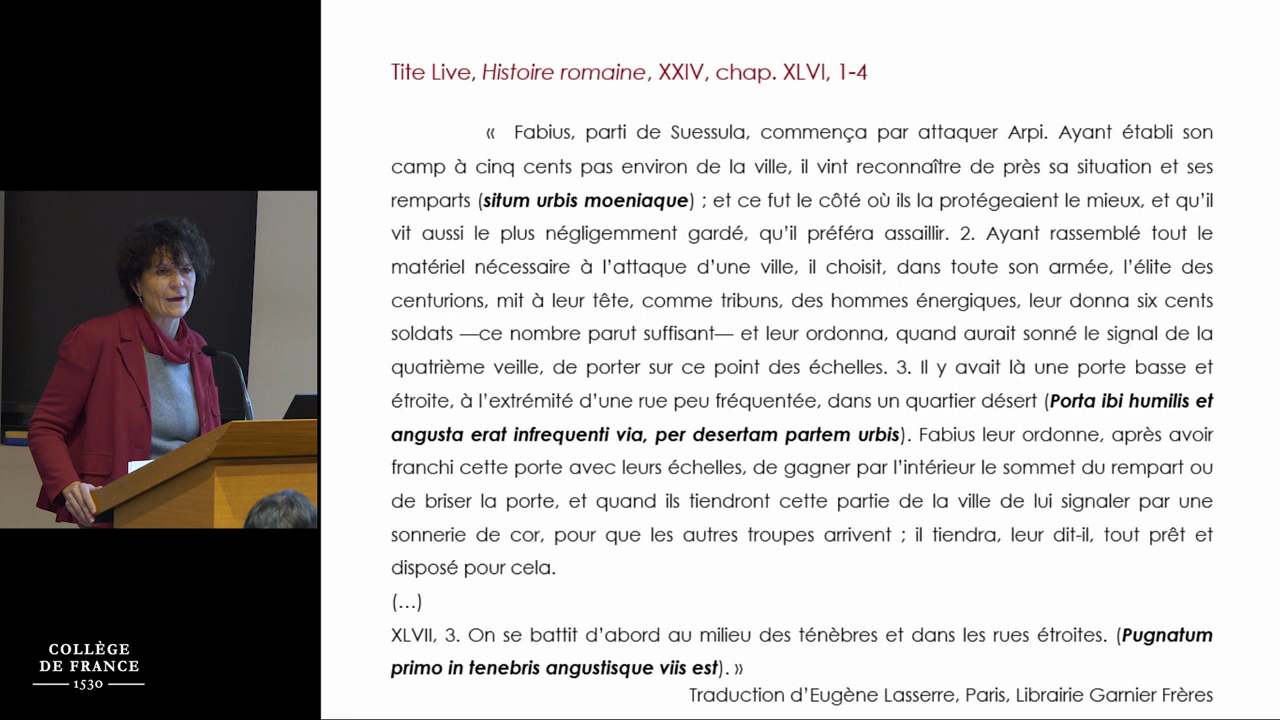 Tite Live, Histoire romaine, XXIV, chap. XLVI, 1-4
« Fabius, parti de Suessula, commença par attaquer Arpi. Ayant établi son
camp à cinq cents pas environ de la ville, il vint reconnaître de près sa situation et ses
remparts (situm urbis moeniaque) ; et ce fut le côté où ils la protégeaient le mieux, et qu’il
vit aussi le plus négligemment gardé, qu’il préféra assaillir. 2. Ayant rassemblé tout le
matériel nécessaire à l’attaque d’une ville, il choisit, dans toute son armée, l’élite des
centurions, mit à leur tête, comme tribuns, des hommes énergiques, leur donna six cents
soldats —ce nombre parut suffisant— et leur ordonna, quand aurait sonné le signal de la
quatrième veille, de porter sur ce point des échelles. 3. Il y avait là une porte basse et
étroite, à l’extrémité d’une rue peu fréquentée, dans un quartier désert (Porta ibi humilis et
angusta erat infrequenti via, per desertam partem urbis). Fabius leur ordonne, après avoir
franchi cette porte avec leurs échelles, de gagner par l’intérieur le sommet du rempart ou
de briser la porte, et quand ils tiendront cette partie de la ville de lui signaler par une
sonnerie de cor, pour que les autres troupes arrivent ; il tiendra, leur dit-il, tout prêt et
disposé pour cela.
(…)
XLVII, 3. On se battit d’abord au milieu des ténèbres et dans les rues étroites. (Pugnatum
primo in tenebris angustisque viis est). »
Traduction d’Eugène Lasserre, Paris, Librairie Garnier Frères
COLLÈGE
DE FRANCE
1530